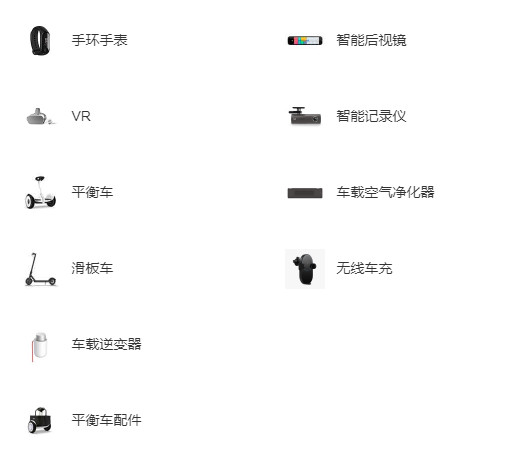 手环手表
智能后视镜
VR
智能记录仪
平衡车
车载空气净化器
滑板车
无线车充
车载逆变器
平衡车配件